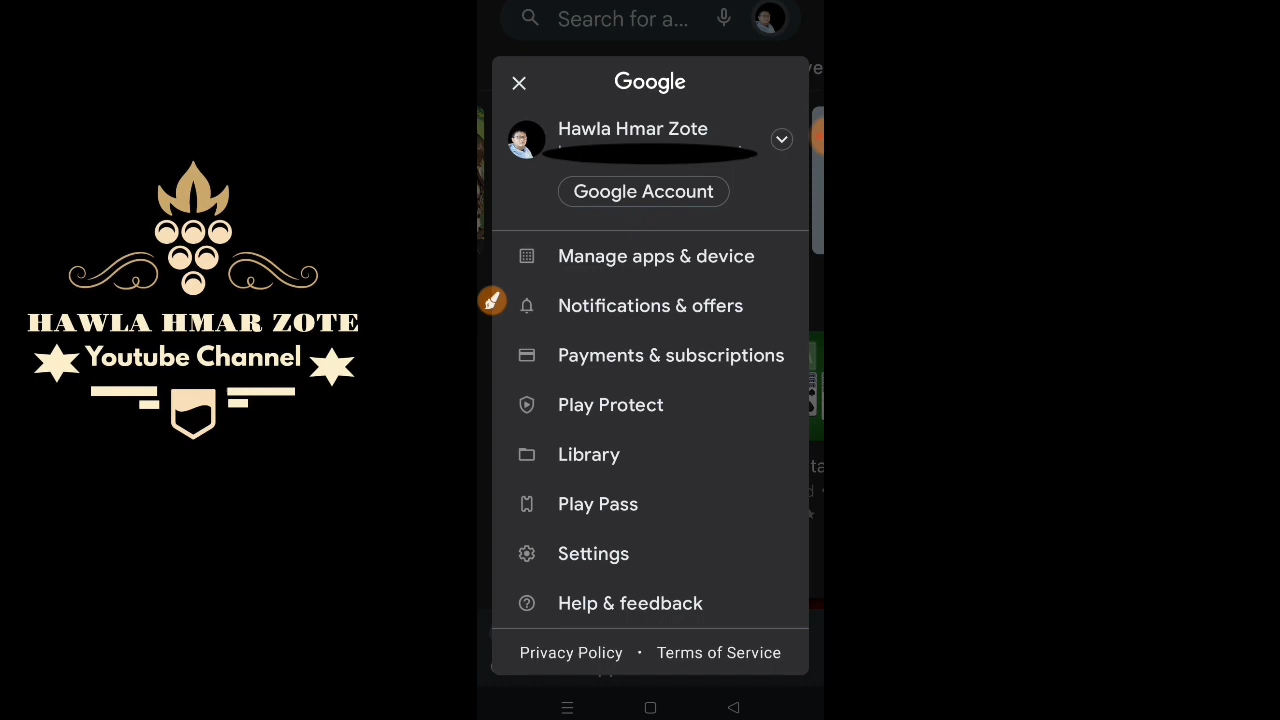 HAWLA HMAR ZOTE
Youtube Channel
Search for a...
Google
Hawla Hmar Zote
Google Account
Manage apps & device
Notifications & offers
Payments & subscriptions
Play Protect
Library
Play Pass
Settings
Help & feedback
Privacy Policy • Terms of Service